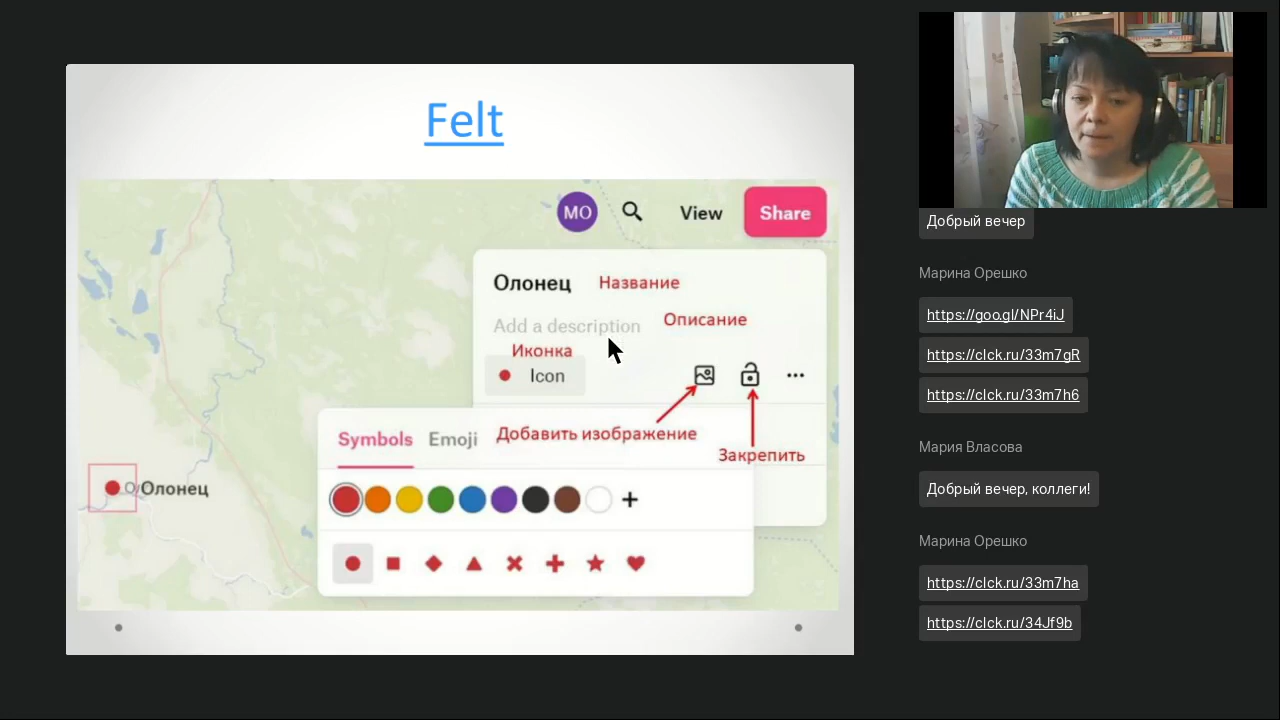 Felt
MO View Share
Олонец Название
Add a description Описание
Иконка
Icon
Symbols Emoji Добавить изображение
Закрепить
Олонец
Добрый вечер
Марина Орешко
https://goo.gl/NPr4iJ
https://clck.ru/33m7gR
https://clck.ru/33m7h6
Мария Власова
Добрый вечер, коллеги!
Марина Орешко
https://clck.ru/33m7ha
https://clck.ru/34Jf9b